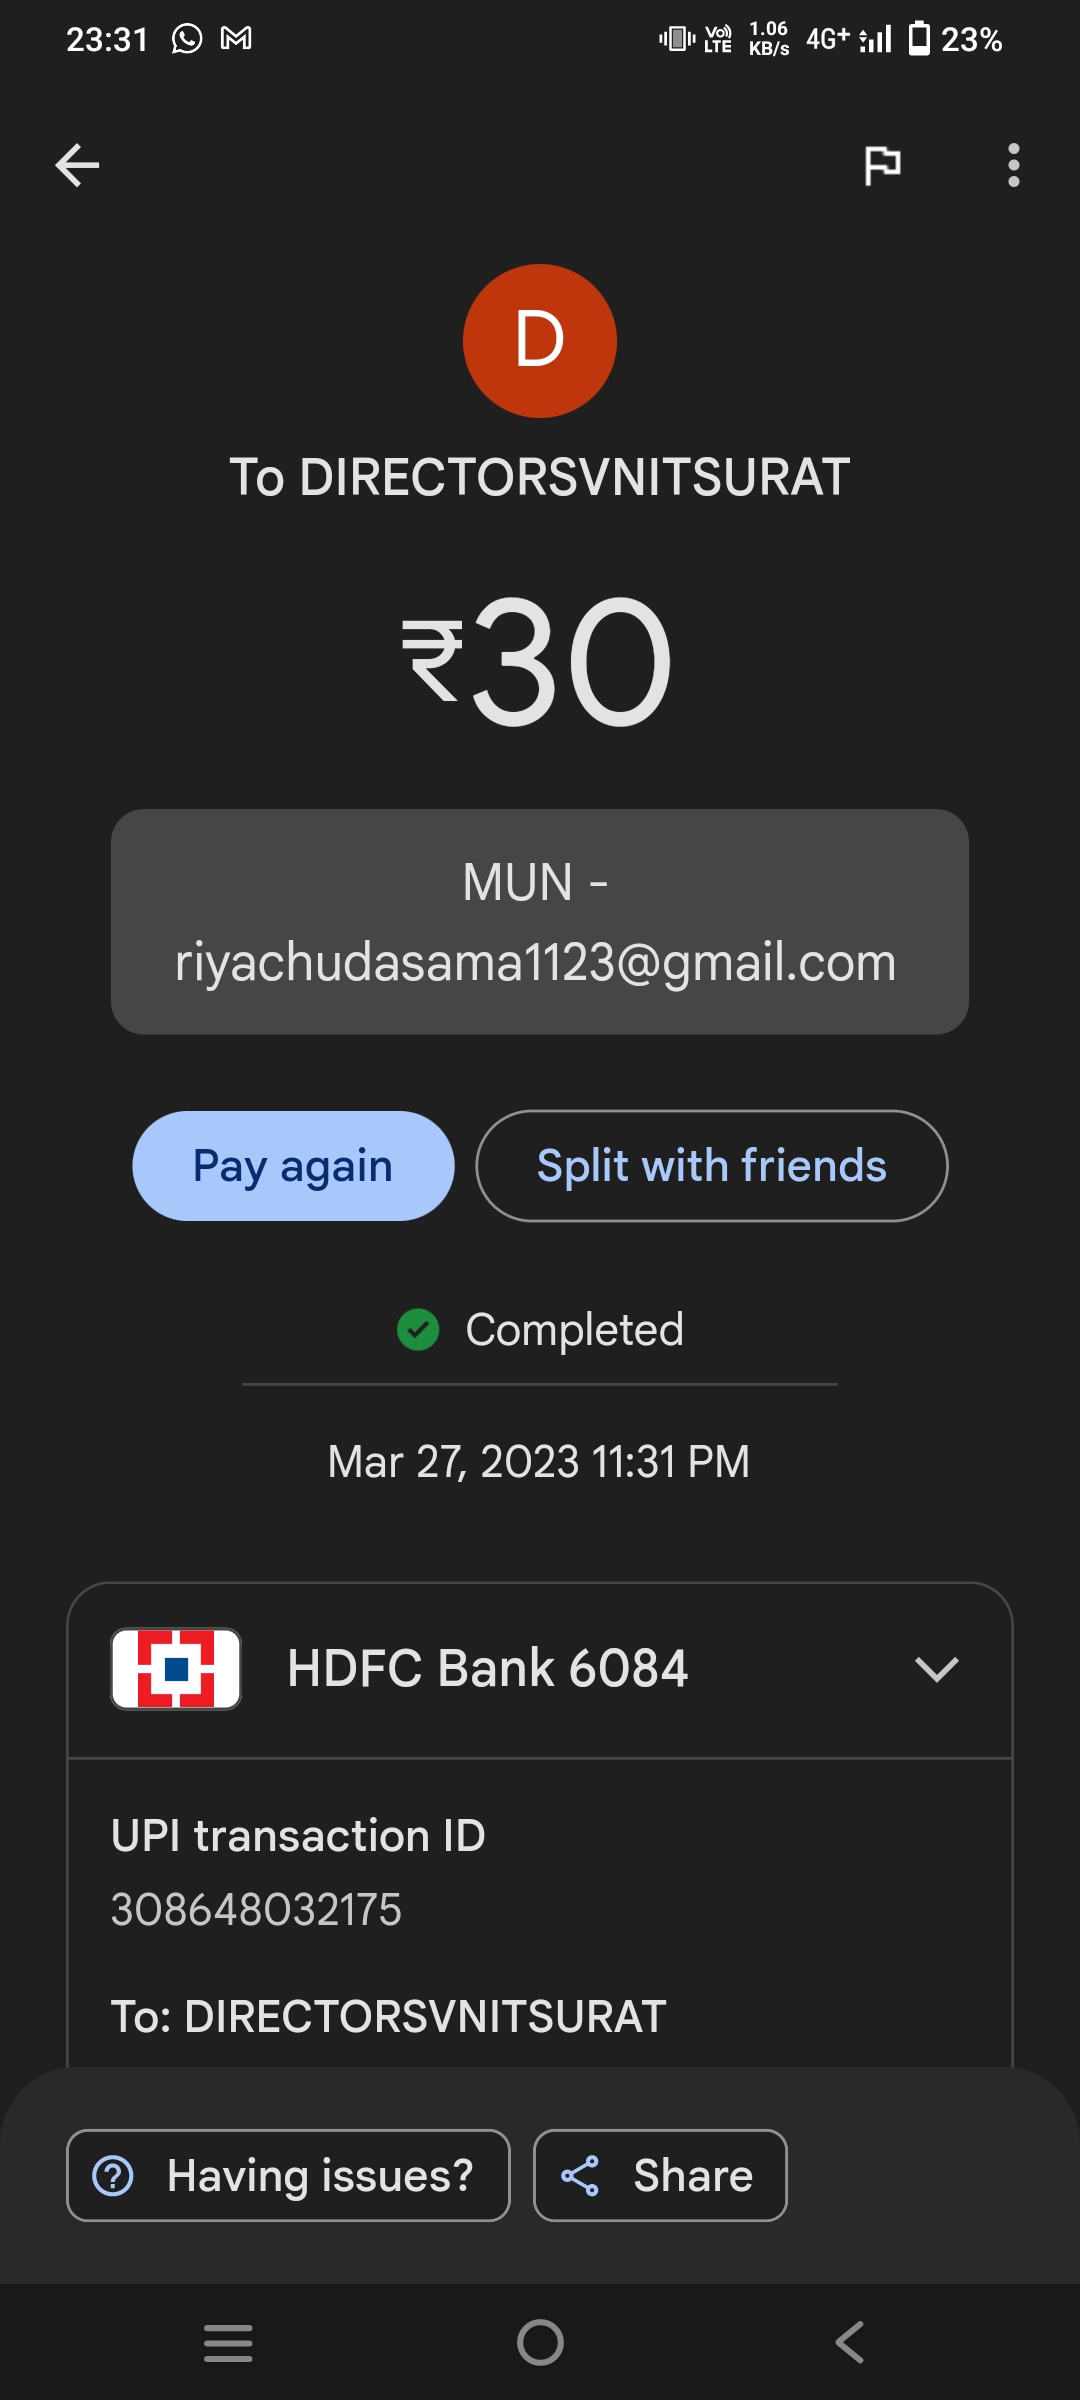 23:31 Vo)) LTE 1.06 KB/s 4G+ 23%
D
To DIRECTORSVNITSURAT
₹30
MUN -
riyachudasama1123@gmail.com
Pay again Split with friends
Completed
Mar 27, 2023 11:31 PM
HDFC Bank 6084
UPI transaction ID
308648032175
To: DIRECTORSVNITSURAT
Having issues? Share